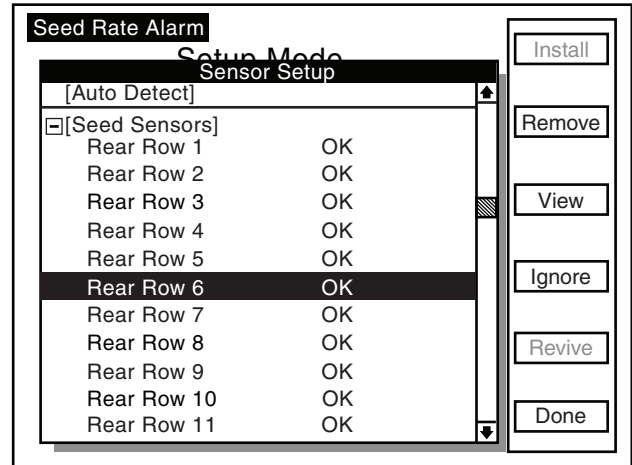 Seed Rate Alarm
Setup Mode
Sensor Setup
[Auto Detect]
[Seed Sensors]
Rear Row 1 OK
Rear Row 2 OK
Rear Row 3 OK
Rear Row 4 OK
Rear Row 5 OK
Rear Row 6 OK
Rear Row 7 OK
Rear Row 8 OK
Rear Row 9 OK
Rear Row 10 OK
Rear Row 11 OK
Install
Remove
View
Ignore
Revive
Done